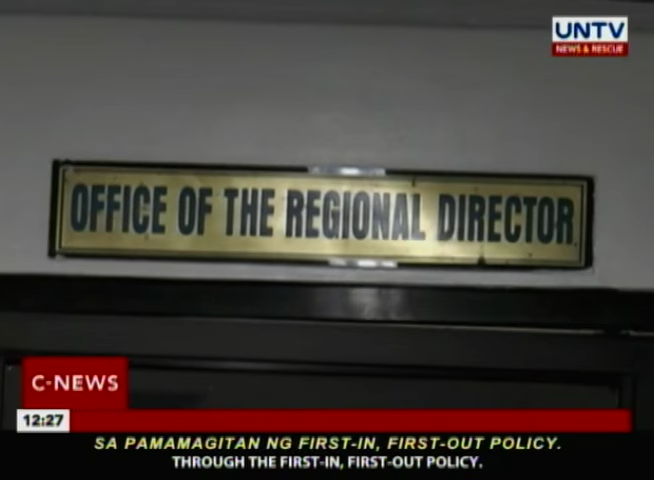 UNTV
NEWS & RESCUE
OFFICE OF THE REGIONAL DIRECTOR
C-NEWS
12:27
SA PAMAMAGITAN NG FIRST-IN, FIRST-OUT POLICY.
THROUGH THE FIRST-IN, FIRST-OUT POLICY.